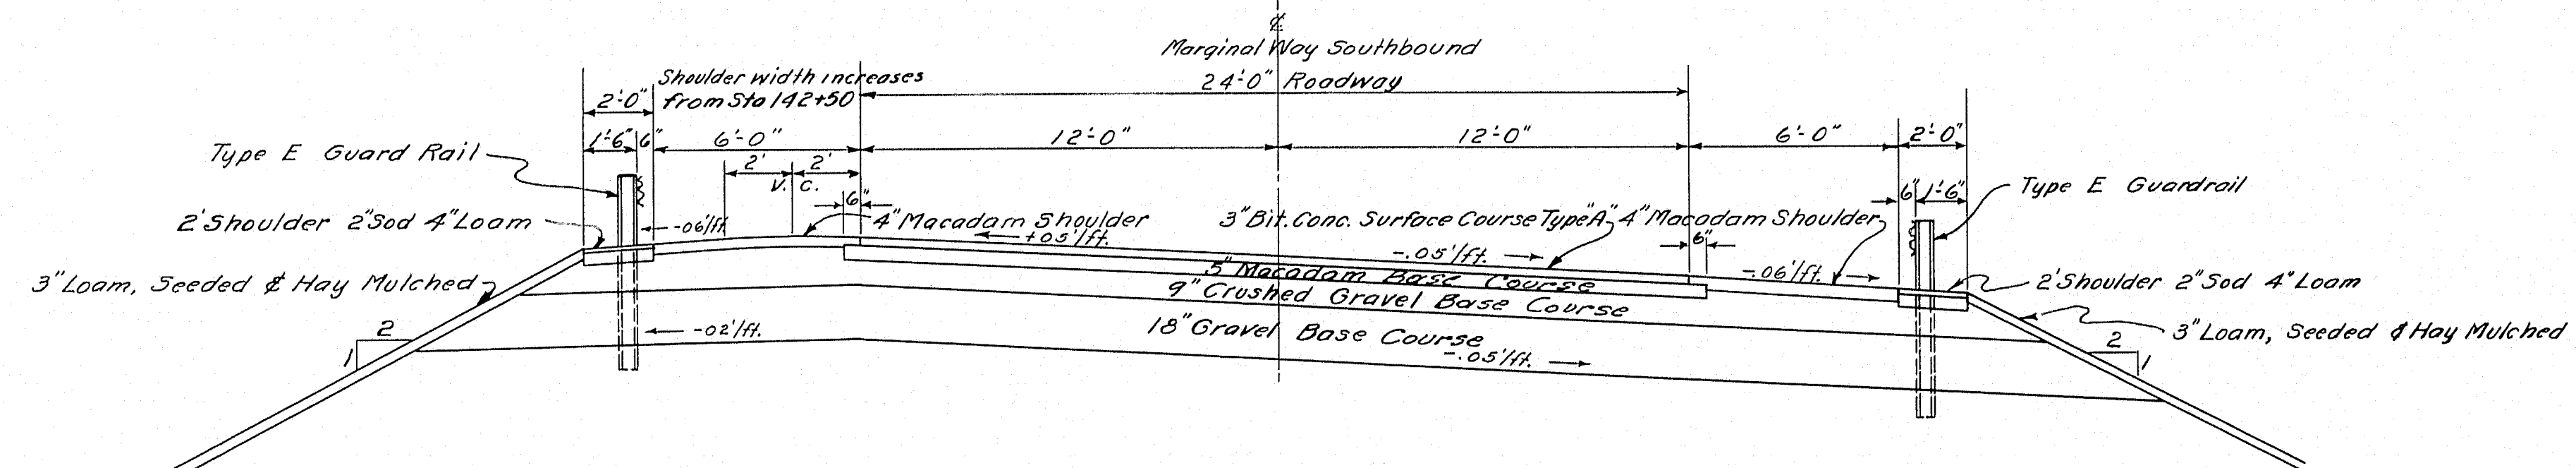 ℄
Marginal Way Southbound
24'-0" Roadway
Shoulder width increases
from Sta 142+50
2'-0"
1'-6" 6" 6'-0" 12'-0" 12'-0" 6'-0" 2'-0"
Type E Guard Rail
2' 2'
V. C.
6"
6" 1'-6"
Type E Guardrail
2' Shoulder 2" Sod 4" Loam
-.06'/ft
4" Macadam Shoulder
3" Bit. Conc. Surface Course Type "A"
4" Macadam Shoulder
+.05'/ft.
6"
-.05'/ft.
-.06'/ft.
3" Loam, Seeded & Hay Mulched
5" Macadam Base Course
9" Crushed Gravel Base Course
2' Shoulder 2" Sod 4" Loam
2
1
-.02'/ft.
18" Gravel Base Course
-.05'/ft.
3" Loam, Seeded & Hay Mulched
2
1